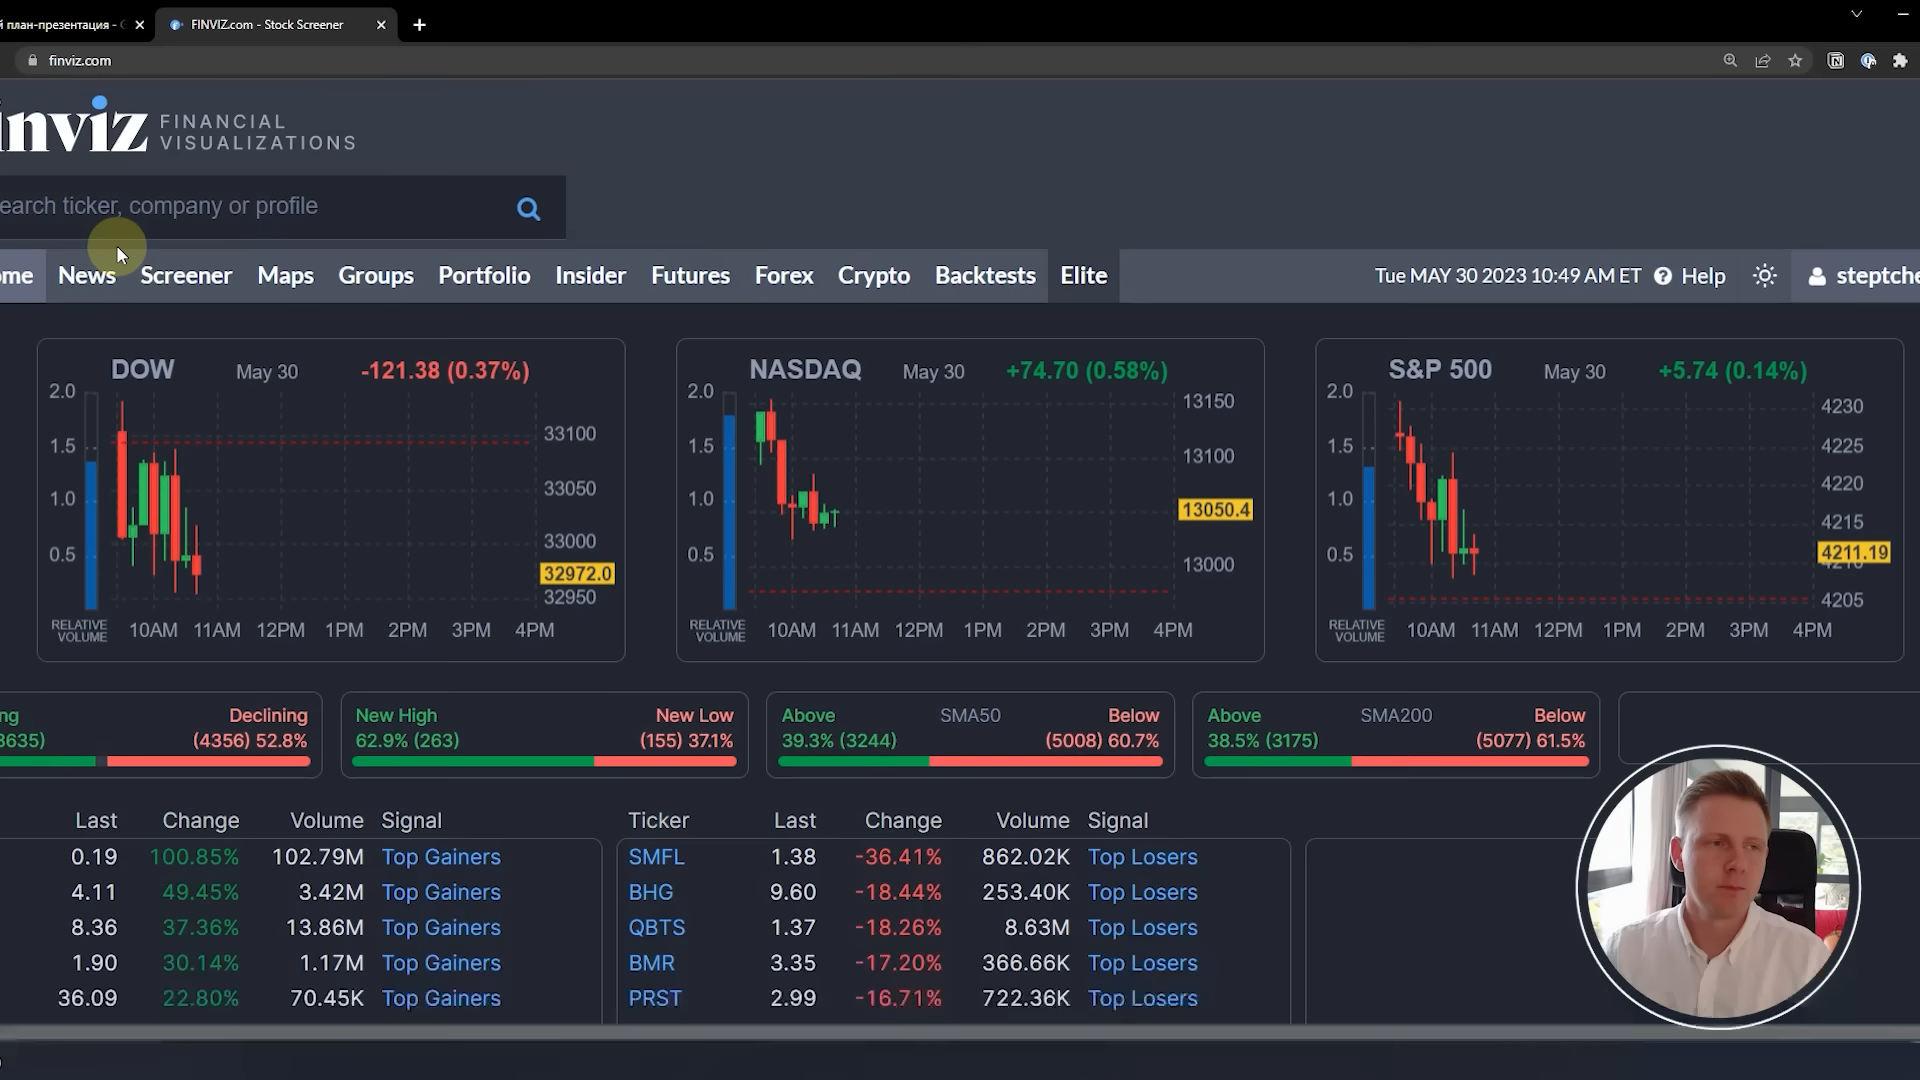 й план-презентация -
FINVIZ.com - Stock Screener
finviz.com
inviz FINANCIAL
VISUALIZATIONS
earch ticker, company or profile
ome News Screener Maps Groups Portfolio Insider Futures Forex Crypto Backtests Elite Tue MAY 30 2023 10:49 AM ET Help steptche
DOW May 30 -121.38 (0.37%)
2.0
1.5
1.0
0.5
33100
33050
33000
32972.0
32950
RELATIVE
VOLUME
10AM 11AM 12PM 1PM 2PM 3PM 4PM
NASDAQ May 30 +74.70 (0.58%)
2.0
1.5
1.0
0.5
13150
13100
13050.4
13000
RELATIVE
VOLUME
10AM 11AM 12PM 1PM 2PM 3PM 4PM
S&P 500 May 30 +5.74 (0.14%)
2.0
1.5
1.0
0.5
4230
4225
4220
4215
4211.19
4205
RELATIVE
VOLUME
10AM 11AM 12PM 1PM 2PM 3PM 4PM
ng Declining
3635) (4356) 52.8%
New High New Low
62.9% (263) (155) 37.1%
Above SMA50 Below
39.3% (3244) (5008) 60.7%
Above SMA200 Below
38.5% (3175) (5077) 61.5%
Last Change Volume Signal
0.19 100.85% 102.79M Top Gainers
4.11 49.45% 3.42M Top Gainers
8.36 37.36% 13.86M Top Gainers
1.90 30.14% 1.17M Top Gainers
36.09 22.80% 70.45K Top Gainers
Ticker Last Change Volume Signal
SMFL 1.38 -36.41% 862.02K Top Losers
BHG 9.60 -18.44% 253.40K Top Losers
QBTS 1.37 -18.26% 8.63M Top Losers
BMR 3.35 -17.20% 366.66K Top Losers
PRST 2.99 -16.71% 722.36K Top Losers